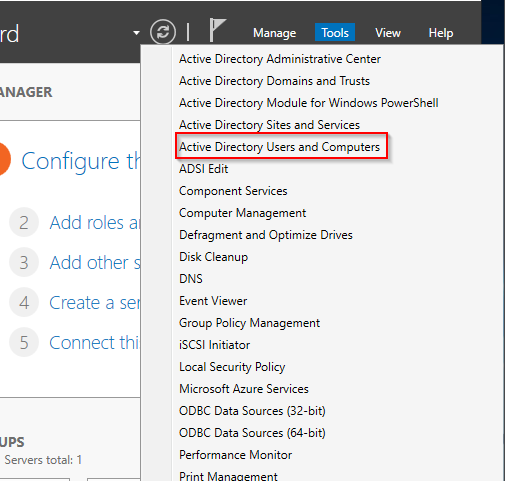 rd
Manage Tools View Help
ANAGER
Active Directory Administrative Center
Active Directory Domains and Trusts
Active Directory Module for Windows PowerShell
Active Directory Sites and Services
Active Directory Users and Computers
ADSI Edit
Component Services
Computer Management
Defragment and Optimize Drives
Disk Cleanup
DNS
Event Viewer
Group Policy Management
iSCSI Initiator
Local Security Policy
Microsoft Azure Services
ODBC Data Sources (32-bit)
ODBC Data Sources (64-bit)
Performance Monitor
Print Management
Configure th
2 Add roles a
3 Add other s
4 Create a ser
5 Connect thi
UPS
Servers total: 1